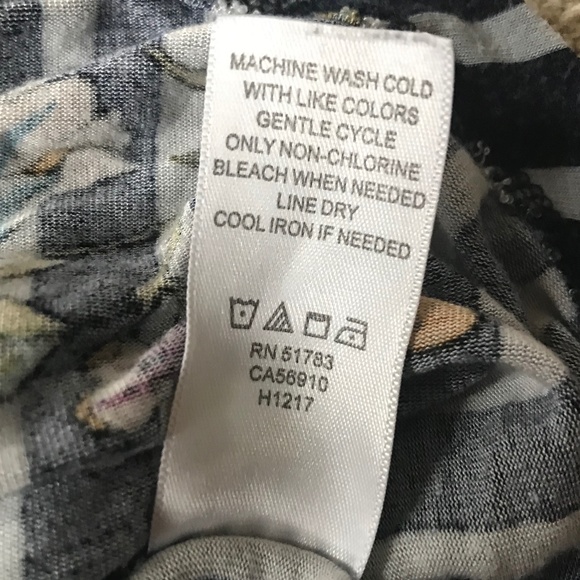 MACHINE WASH COLD
WITH LIKE COLORS
GENTLE CYCLE
ONLY NON-CHLORINE
BLEACH WHEN NEEDED
LINE DRY
COOL IRON IF NEEDED
RN 51783
CA56910
H1217